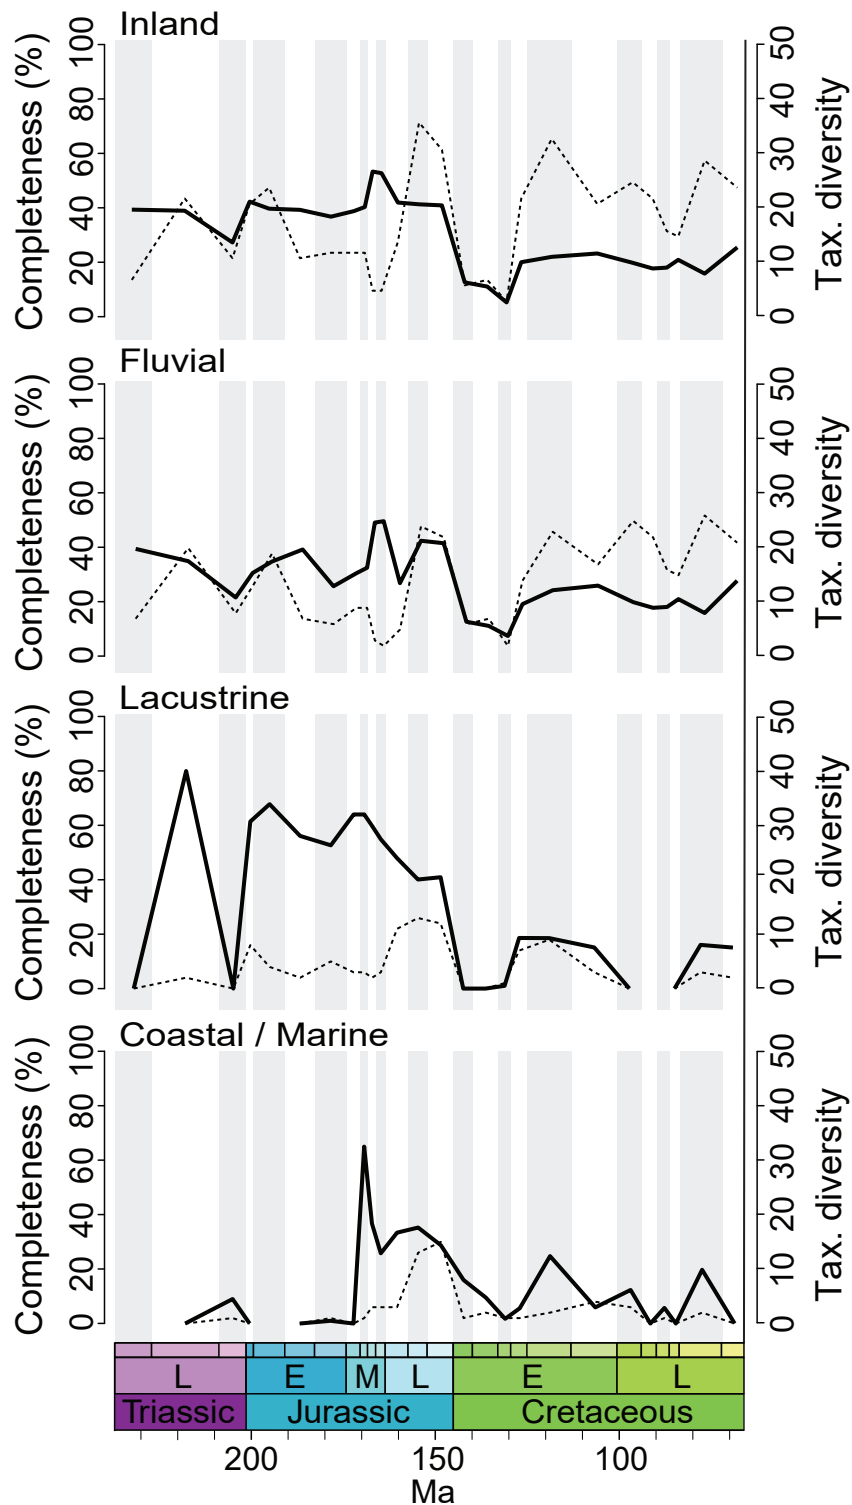 Inland
Completeness (%)
0 20 40 60 80 100
Tax. diversity
0 10 20 30 40 50
Fluvial
Completeness (%)
0 20 40 60 80 100
Tax. diversity
0 10 20 30 40 50
Lacustrine
Completeness (%)
0 20 40 60 80 100
Tax. diversity
0 10 20 30 40 50
Coastal / Marine
Completeness (%)
0 20 40 60 80 100
Tax. diversity
0 10 20 30 40 50
L E M L E L
Triassic Jurassic Cretaceous
200 150 100
Ma